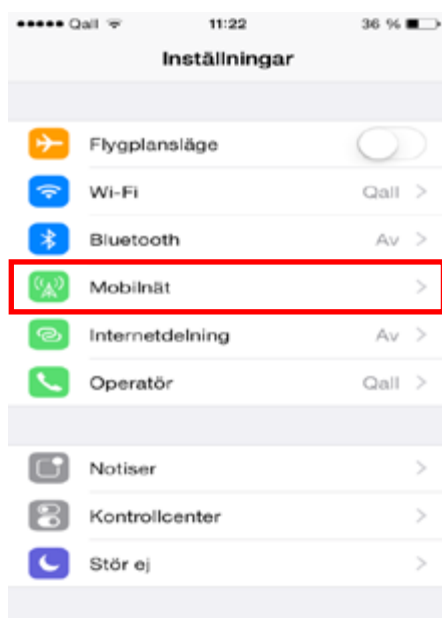 Qall 11:22 36 %
Inställningar
Flygplansläge
Wi-Fi Qall
Bluetooth Av
Mobilnät
Internetdelning Av
Operatör Qall
Notiser
Kontrollcenter
Stör ej